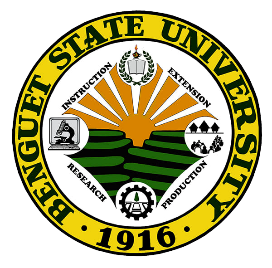 BENGUET STATE UNIVERSITY
INSTRUCTION
EXTENSION
RESEARCH
PRODUCTION
· 1916 ·